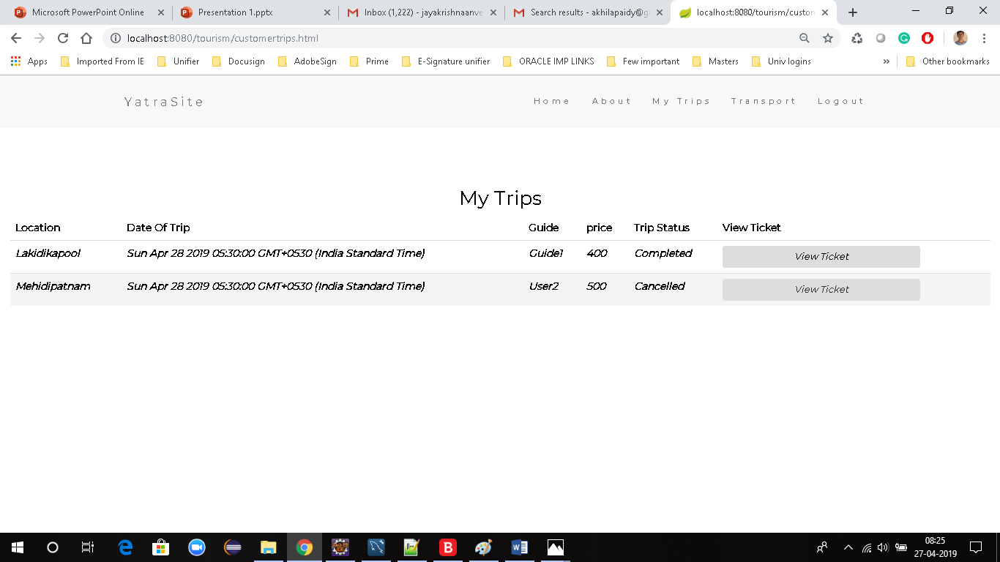 Microsoft PowerPoint Online Presentation 1.pptx Inbox (1,222) - jayakrishnaanve Search results - akhilapaidy@g localhost:8080/tourism/custom
localhost:8080/tourism/customertrips.html
Apps Imported From IE Unifier Docusign AdobeSign Prime E-Signature unifier ORACLE IMP LINKS Few important Masters Univ logins » Other bookmarks
YatraSite Home About My Trips Transport Logout
My Trips
Location Date Of Trip Guide price Trip Status View Ticket
Lakidikapool Sun Apr 28 2019 05:30:00 GMT+0530 (India Standard Time) Guide1 400 Completed View Ticket
Mehidipatnam Sun Apr 28 2019 05:30:00 GMT+0530 (India Standard Time) User2 500 Cancelled View Ticket
08:25
27-04-2019